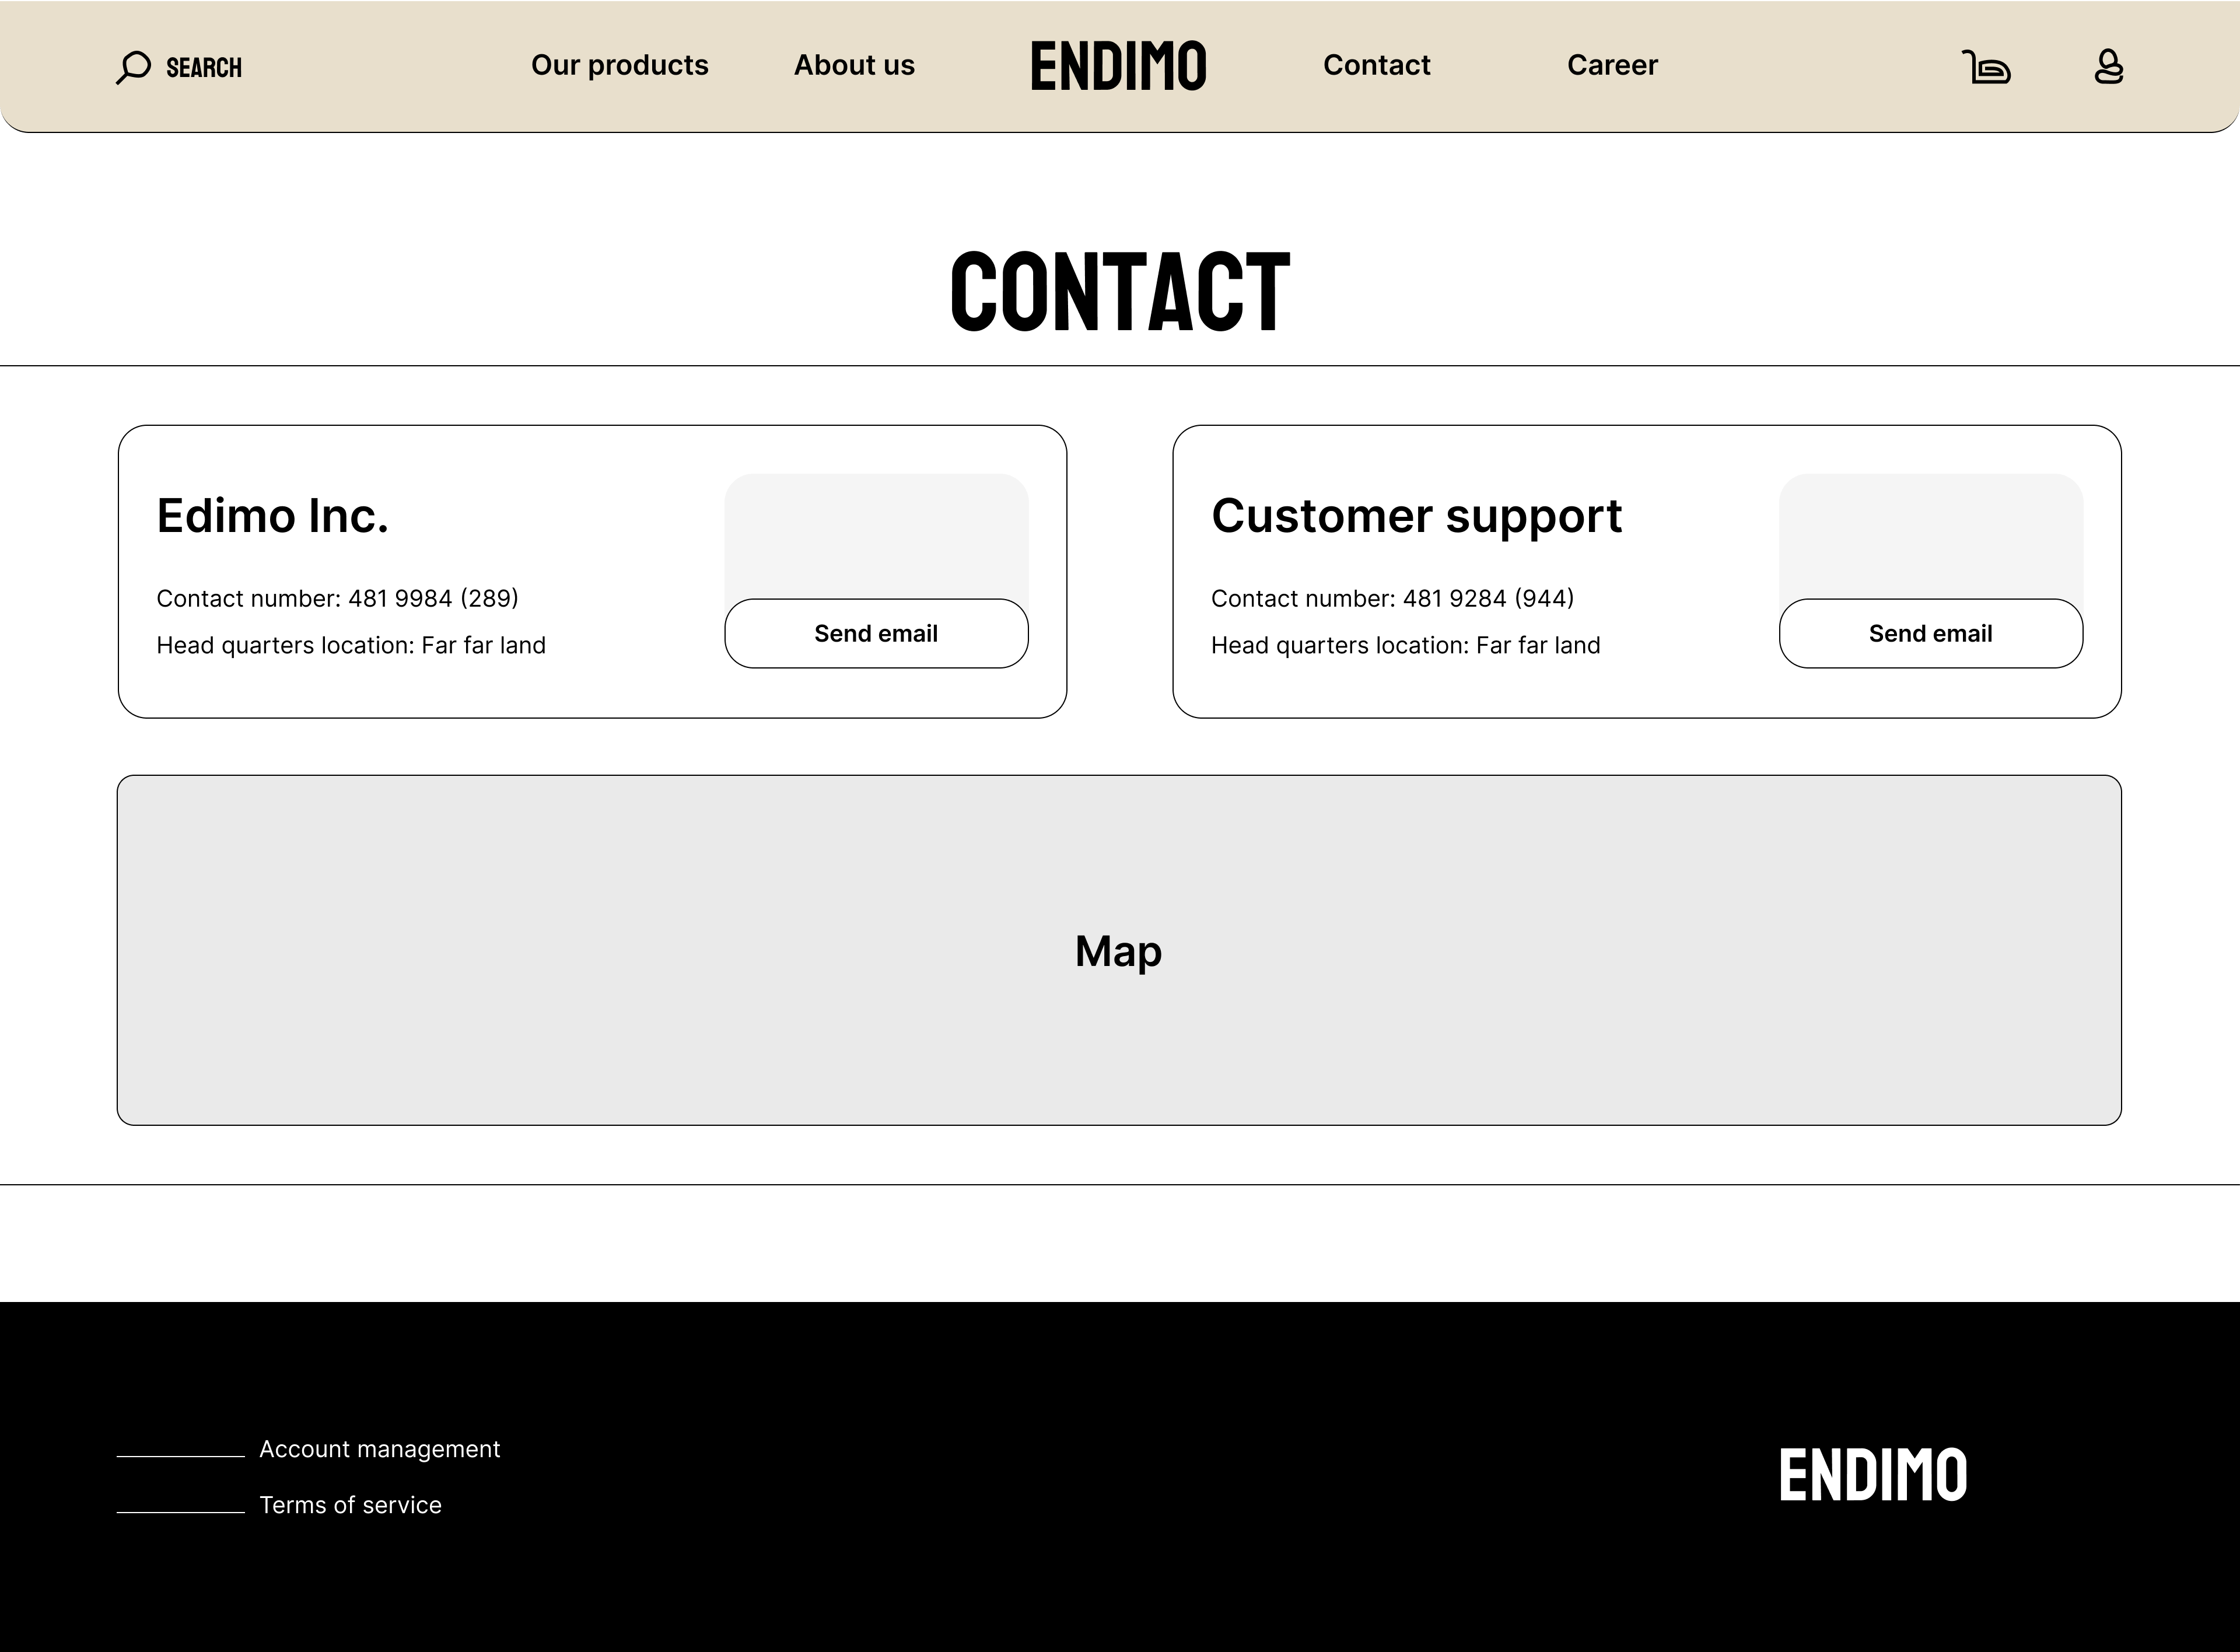 SEARCH
Our products
About us
ENDIMO
Contact
Career
CONTACT
Edimo Inc.
Contact number: 481 9984 (289)
Head quarters location: Far far land
Send email
Customer support
Contact number: 481 9284 (944)
Head quarters location: Far far land
Send email
Map
Account management
Terms of service
ENDIMO